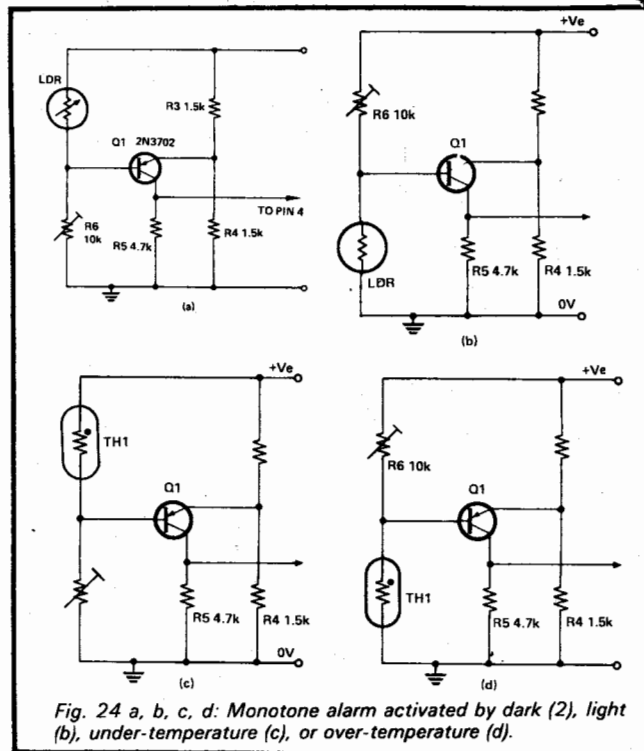 LDR
R3 1.5k
Q1 2N3702
TO PIN 4
R6
10k
R5 4.7k
R4 1.5k
(a)
+Ve
R6 10k
Q1
LDR
R5 4.7k
R4 1.5k
0V
(b)
+Ve
TH1
Q1
R5 4.7k
R4 1.5k
0V
(c)
+Ve
R6 10k
Q1
TH1
R5 4.7k
R4 1.5k
0V
(d)
Fig. 24 a, b, c, d: Monotone alarm activated by dark (2), light
(b), under-temperature (c), or over-temperature (d).